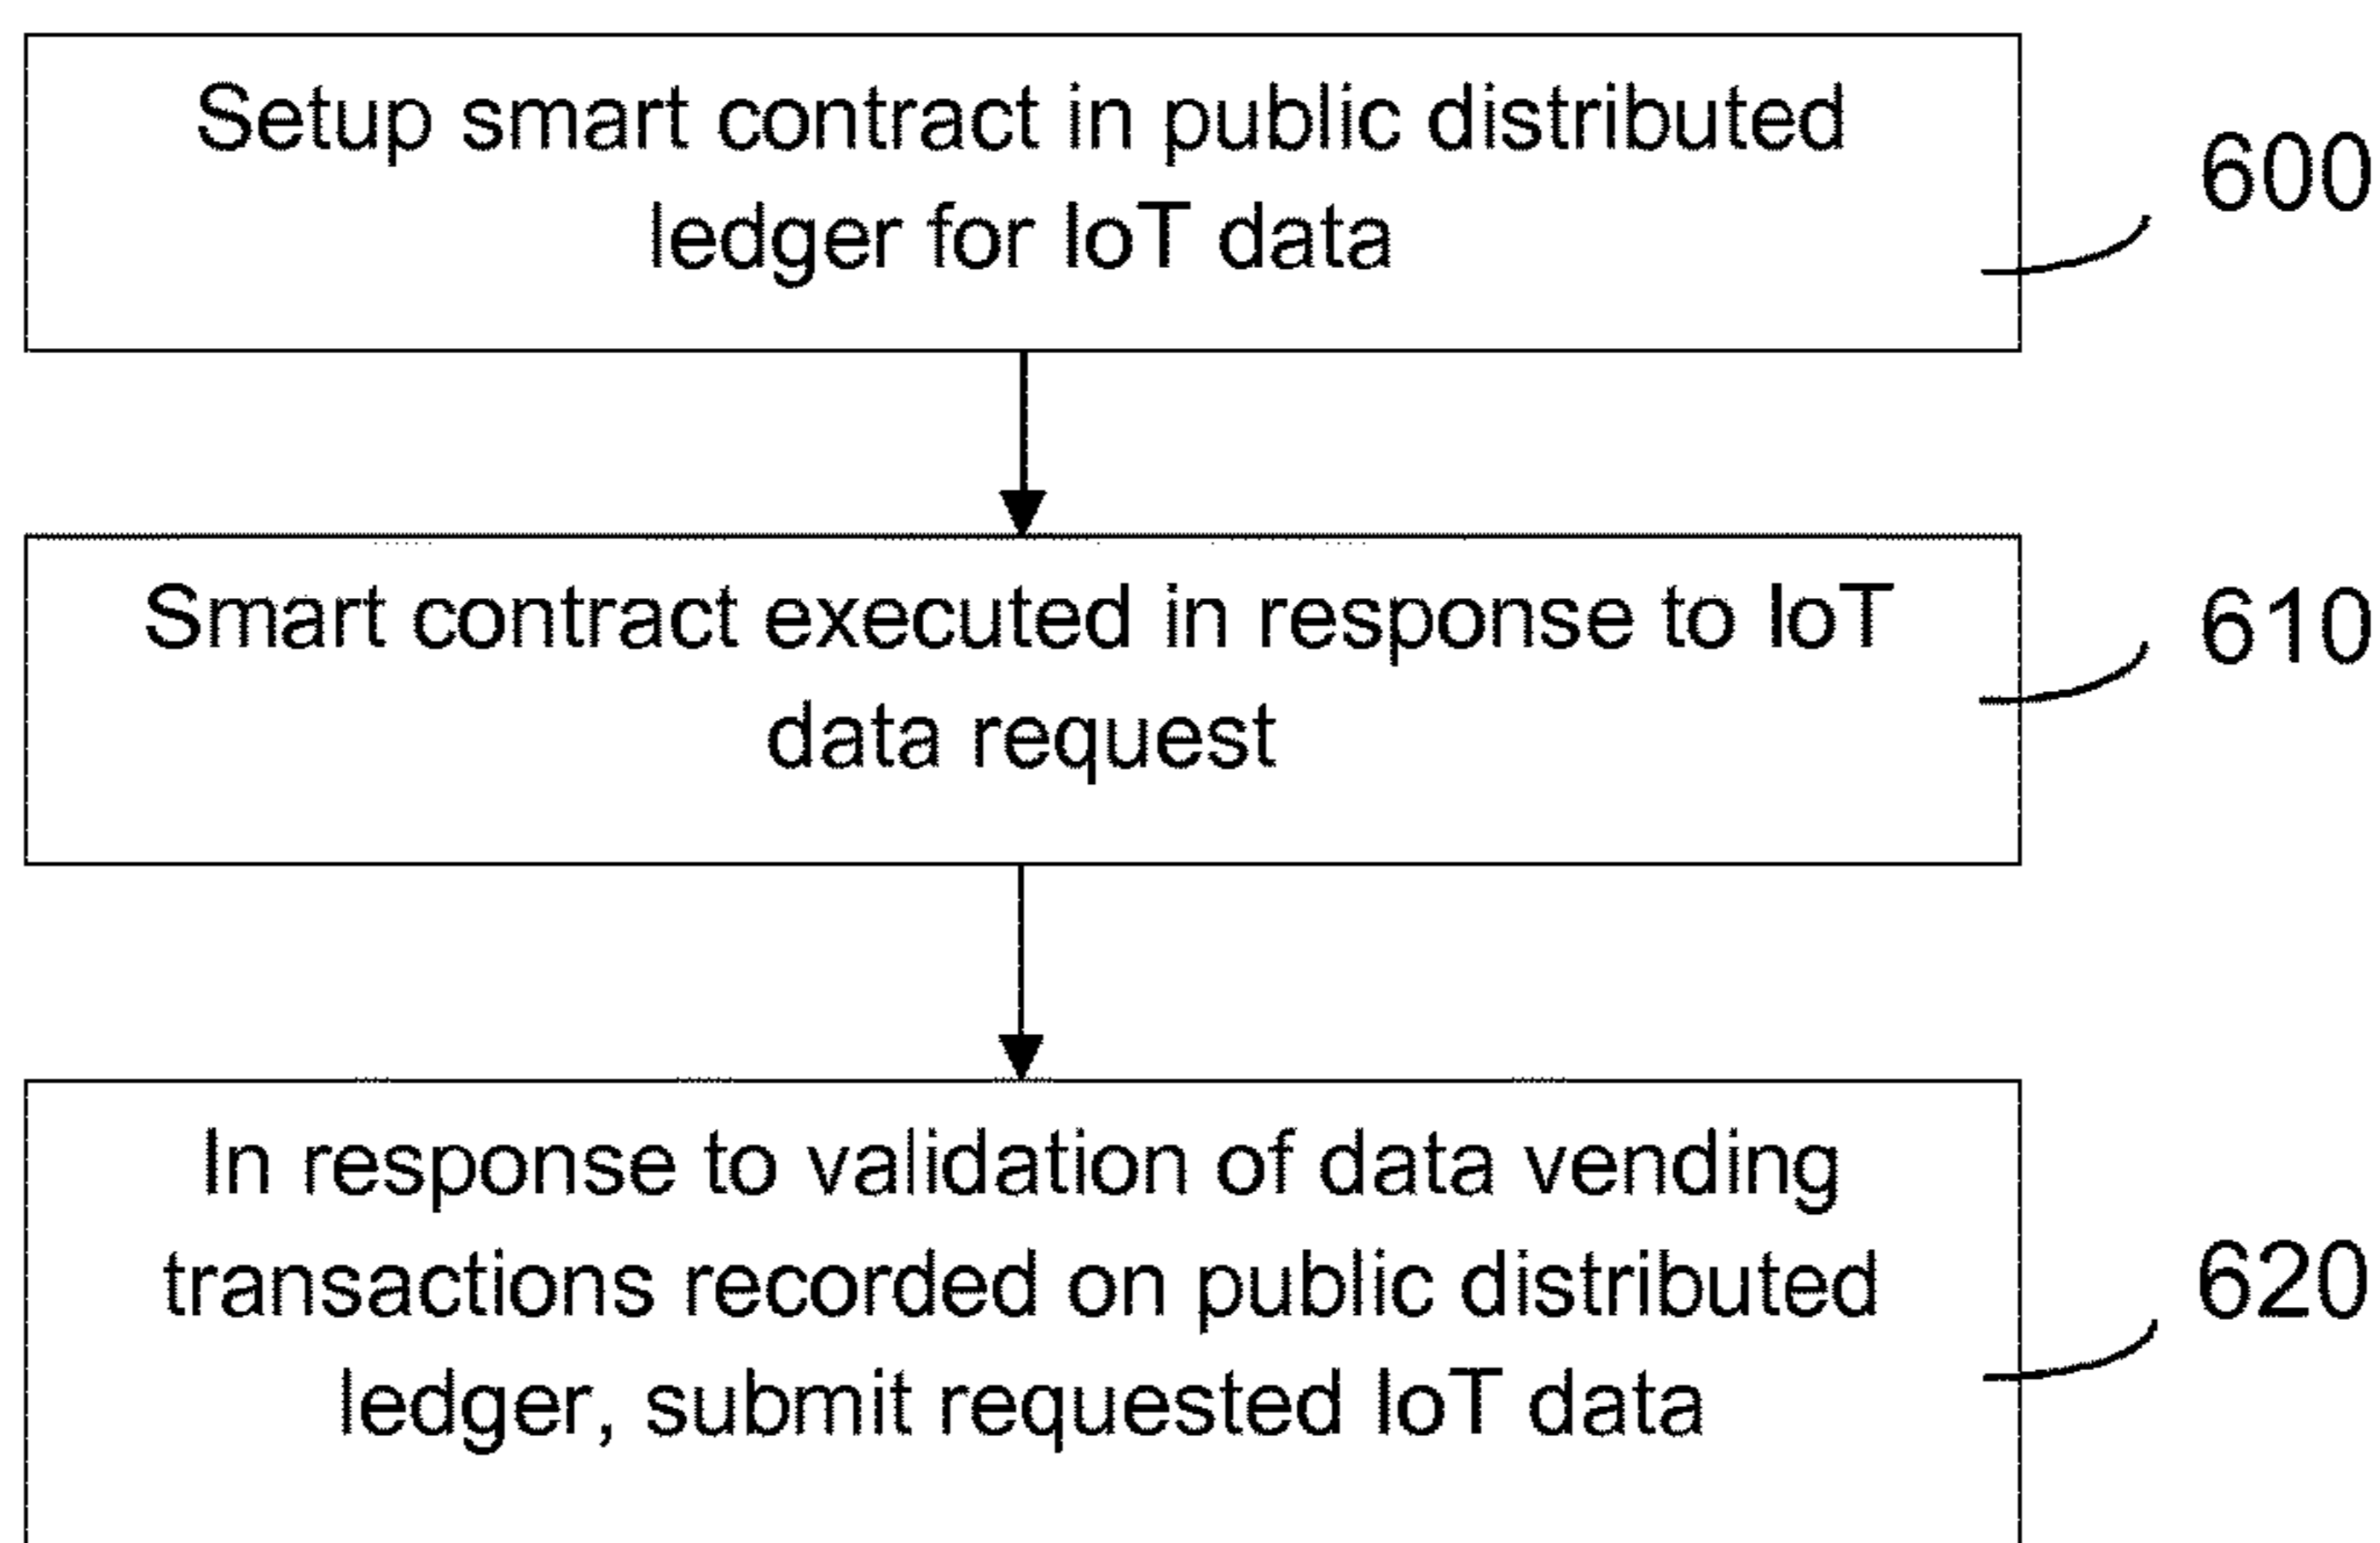 Setup smart contract in public distributed
ledger for IoT data
600
Smart contract executed in response to IoT
data request
610
In response to validation of data vending
transactions recorded on public distributed
ledger, submit requested IoT data
620